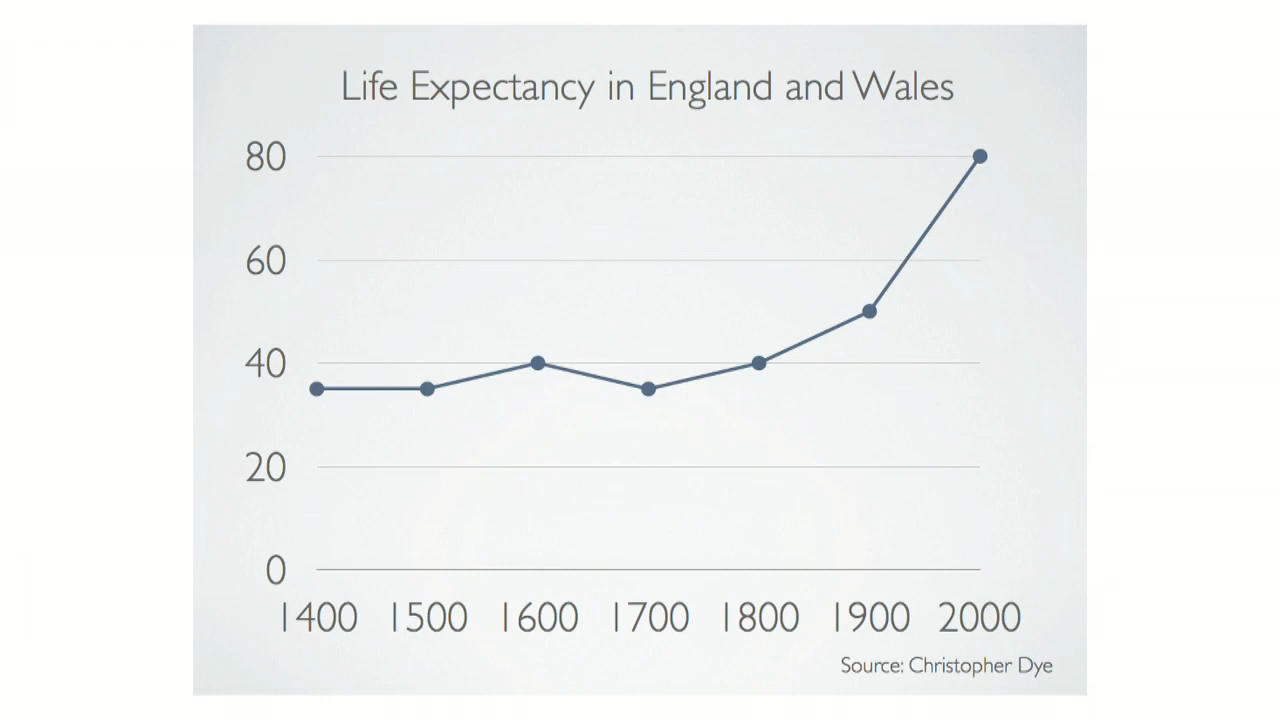 Life Expectancy in England and Wales
80
60
40
20
0
1400 1500 1600 1700 1800 1900 2000
Source: Christopher Dye